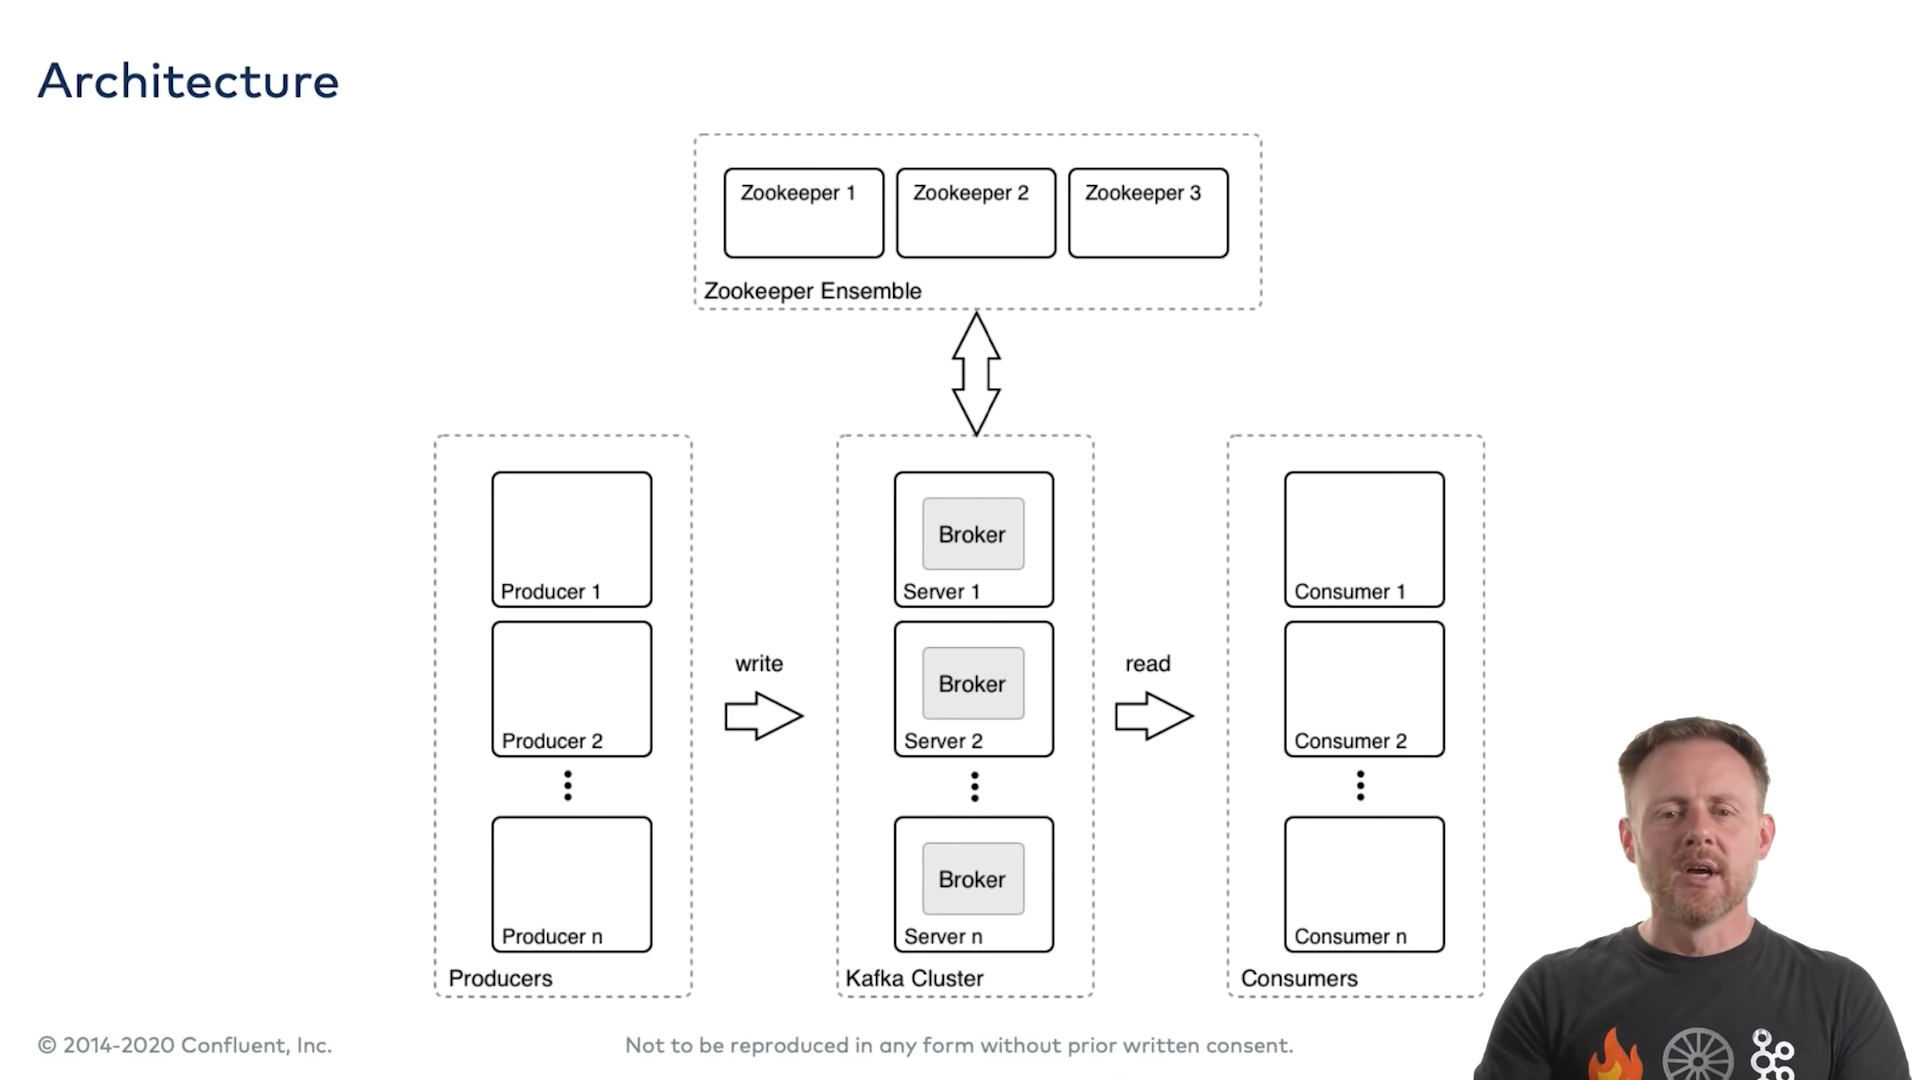 Architecture
Zookeeper 1
Zookeeper 2
Zookeeper 3
Zookeeper Ensemble
Producer 1
Producer 2
Producer n
Producers
write
Broker
Server 1
Broker
Server 2
Broker
Server n
Kafka Cluster
read
Consumer 1
Consumer 2
Consumer n
Consumers
© 2014-2020 Confluent, Inc.
Not to be reproduced in any form without prior written consent.